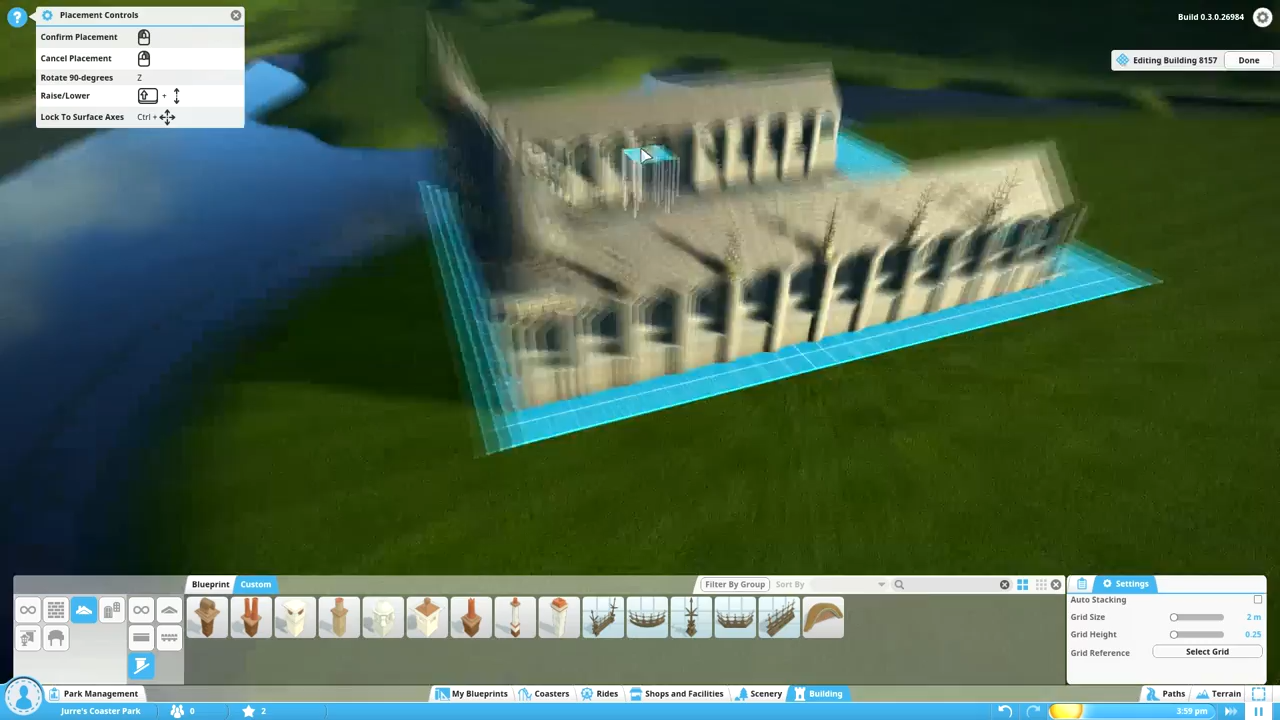 Placement Controls
Build 0.3.0.26984
Confirm Placement
Cancel Placement
Editing Building 8157 Done
Rotate 90-degrees Z
Raise/Lower +
Lock To Surface Axes Ctrl +
Blueprint Custom Filter By Group Sort By Settings
Auto Stacking
Grid Size 2 m
Grid Height 0.25
Grid Reference Select Grid
Park Management My Blueprints Coasters Rides Shops and Facilities Scenery Building Paths Terrain
Jurre's Coaster Park 0 2 3:59 pm